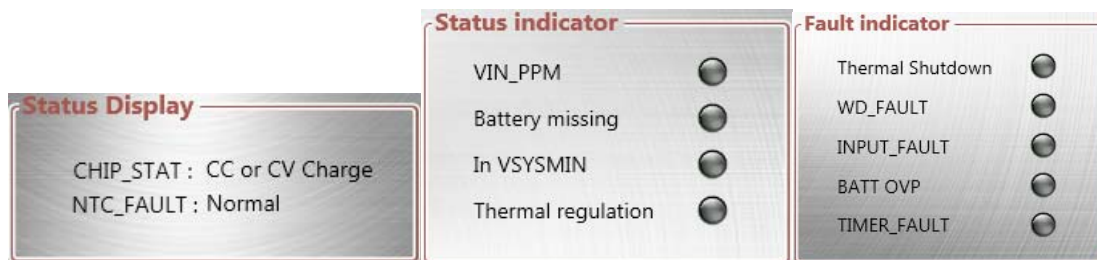 Status Display
CHIP_STAT : CC or CV Charge
NTC_FAULT : Normal
Status indicator
VIN_PPM
Battery missing
In VSYSMIN
Thermal regulation
Fault indicator
Thermal Shutdown
WD_FAULT
INPUT_FAULT
BATT OVP
TIMER_FAULT